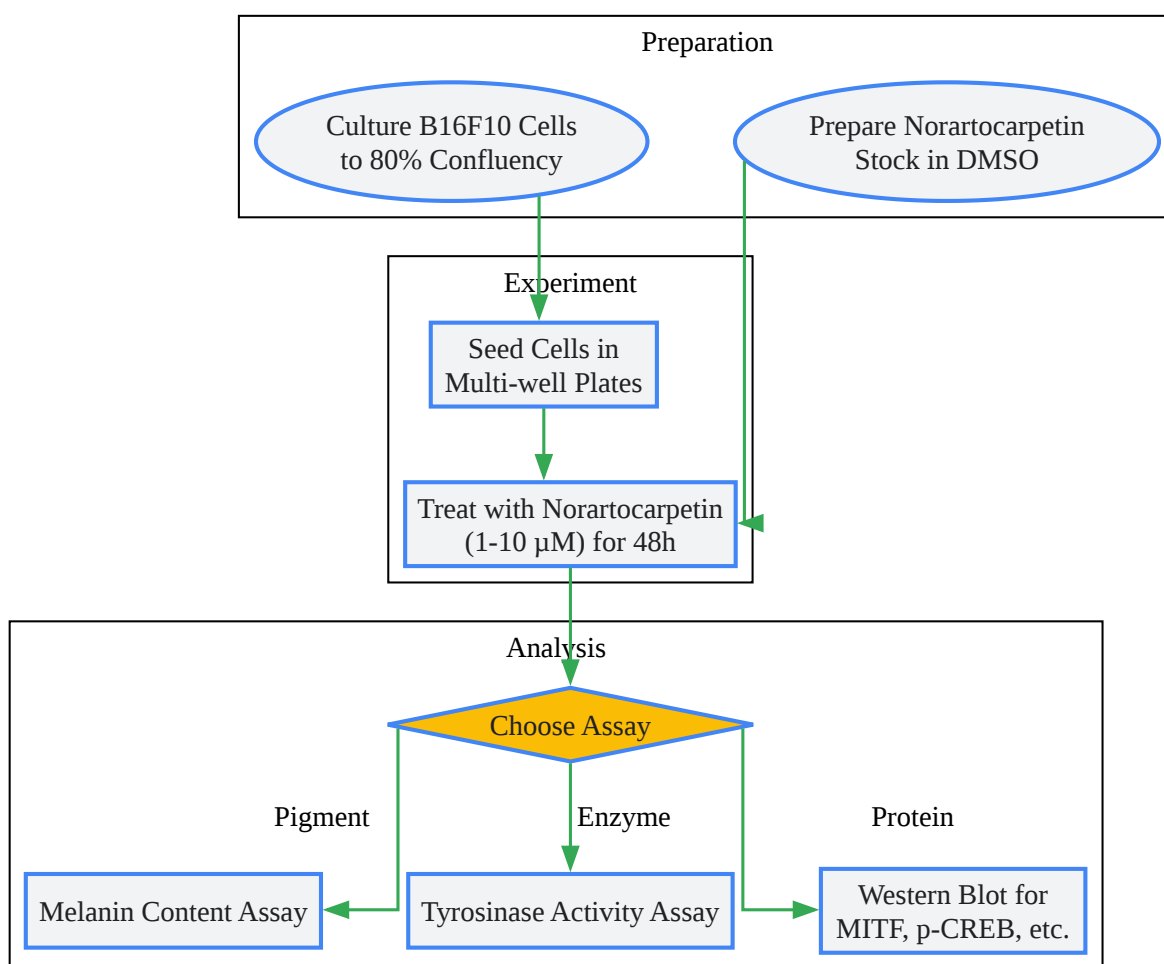 Preparation
Culture B16F10 Cells
to 80% Confluency
Prepare Norartocarpetin
Stock in DMSO
Experiment
Seed Cells in
Multi-well Plates
Treat with Norartocarpetin
(1-10 µM) for 48h
Analysis
Choose Assay
Pigment
Enzyme
Protein
Melanin Content Assay
Tyrosinase Activity Assay
Western Blot for
MITF, p-CREB, etc.